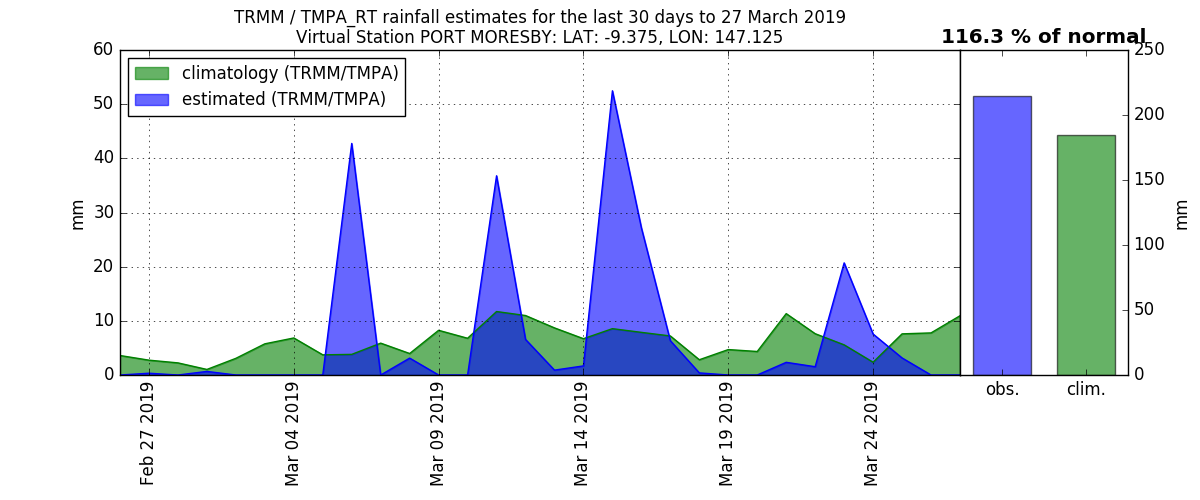 TRMM / TMPA_RT rainfall estimates for the last 30 days to 27 March 2019
Virtual Station PORT MORESBY: LAT: -9.375, LON: 147.125
116.3 % of normal
climatology (TRMM/TMPA)
estimated (TRMM/TMPA)
60
50
40
30
20
10
0
mm
Feb 27 2019
Mar 04 2019
Mar 09 2019
Mar 14 2019
Mar 19 2019
Mar 24 2019
250
200
150
100
50
0
mm
obs.
clim.